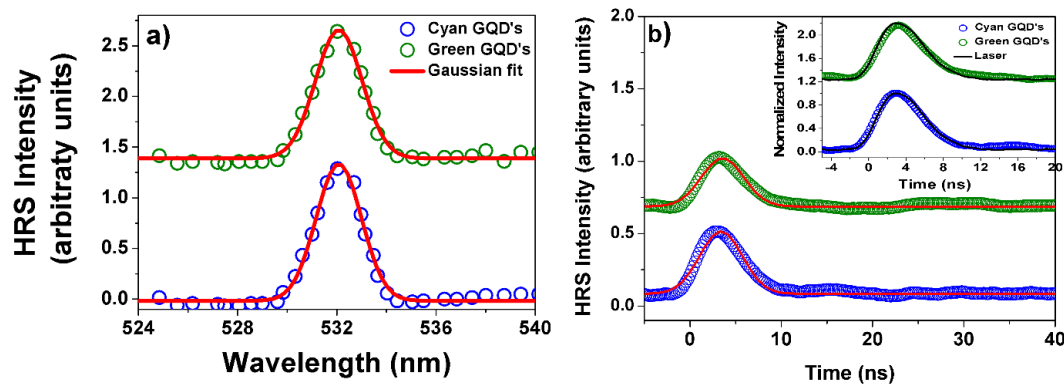 a)
Cyan GQD's
Green GQD's
Gaussian fit
HRS Intensity
(arbitraty units)
2.5
2.0
1.5
1.0
0.5
0.0
524 528 532 536 540
Wavelength (nm)
b)
HRS Intensity (arbitrary units)
2.0
1.5
1.0
0.5
0.0
0 10 20 30 40
Time (ns)
Normalized Intensity
2.0
1.6
1.2
0.8
0.4
0.0
Cyan GQD's
Green GQD's
Laser
-4 0 4 8 12 16 20
Time (ns)